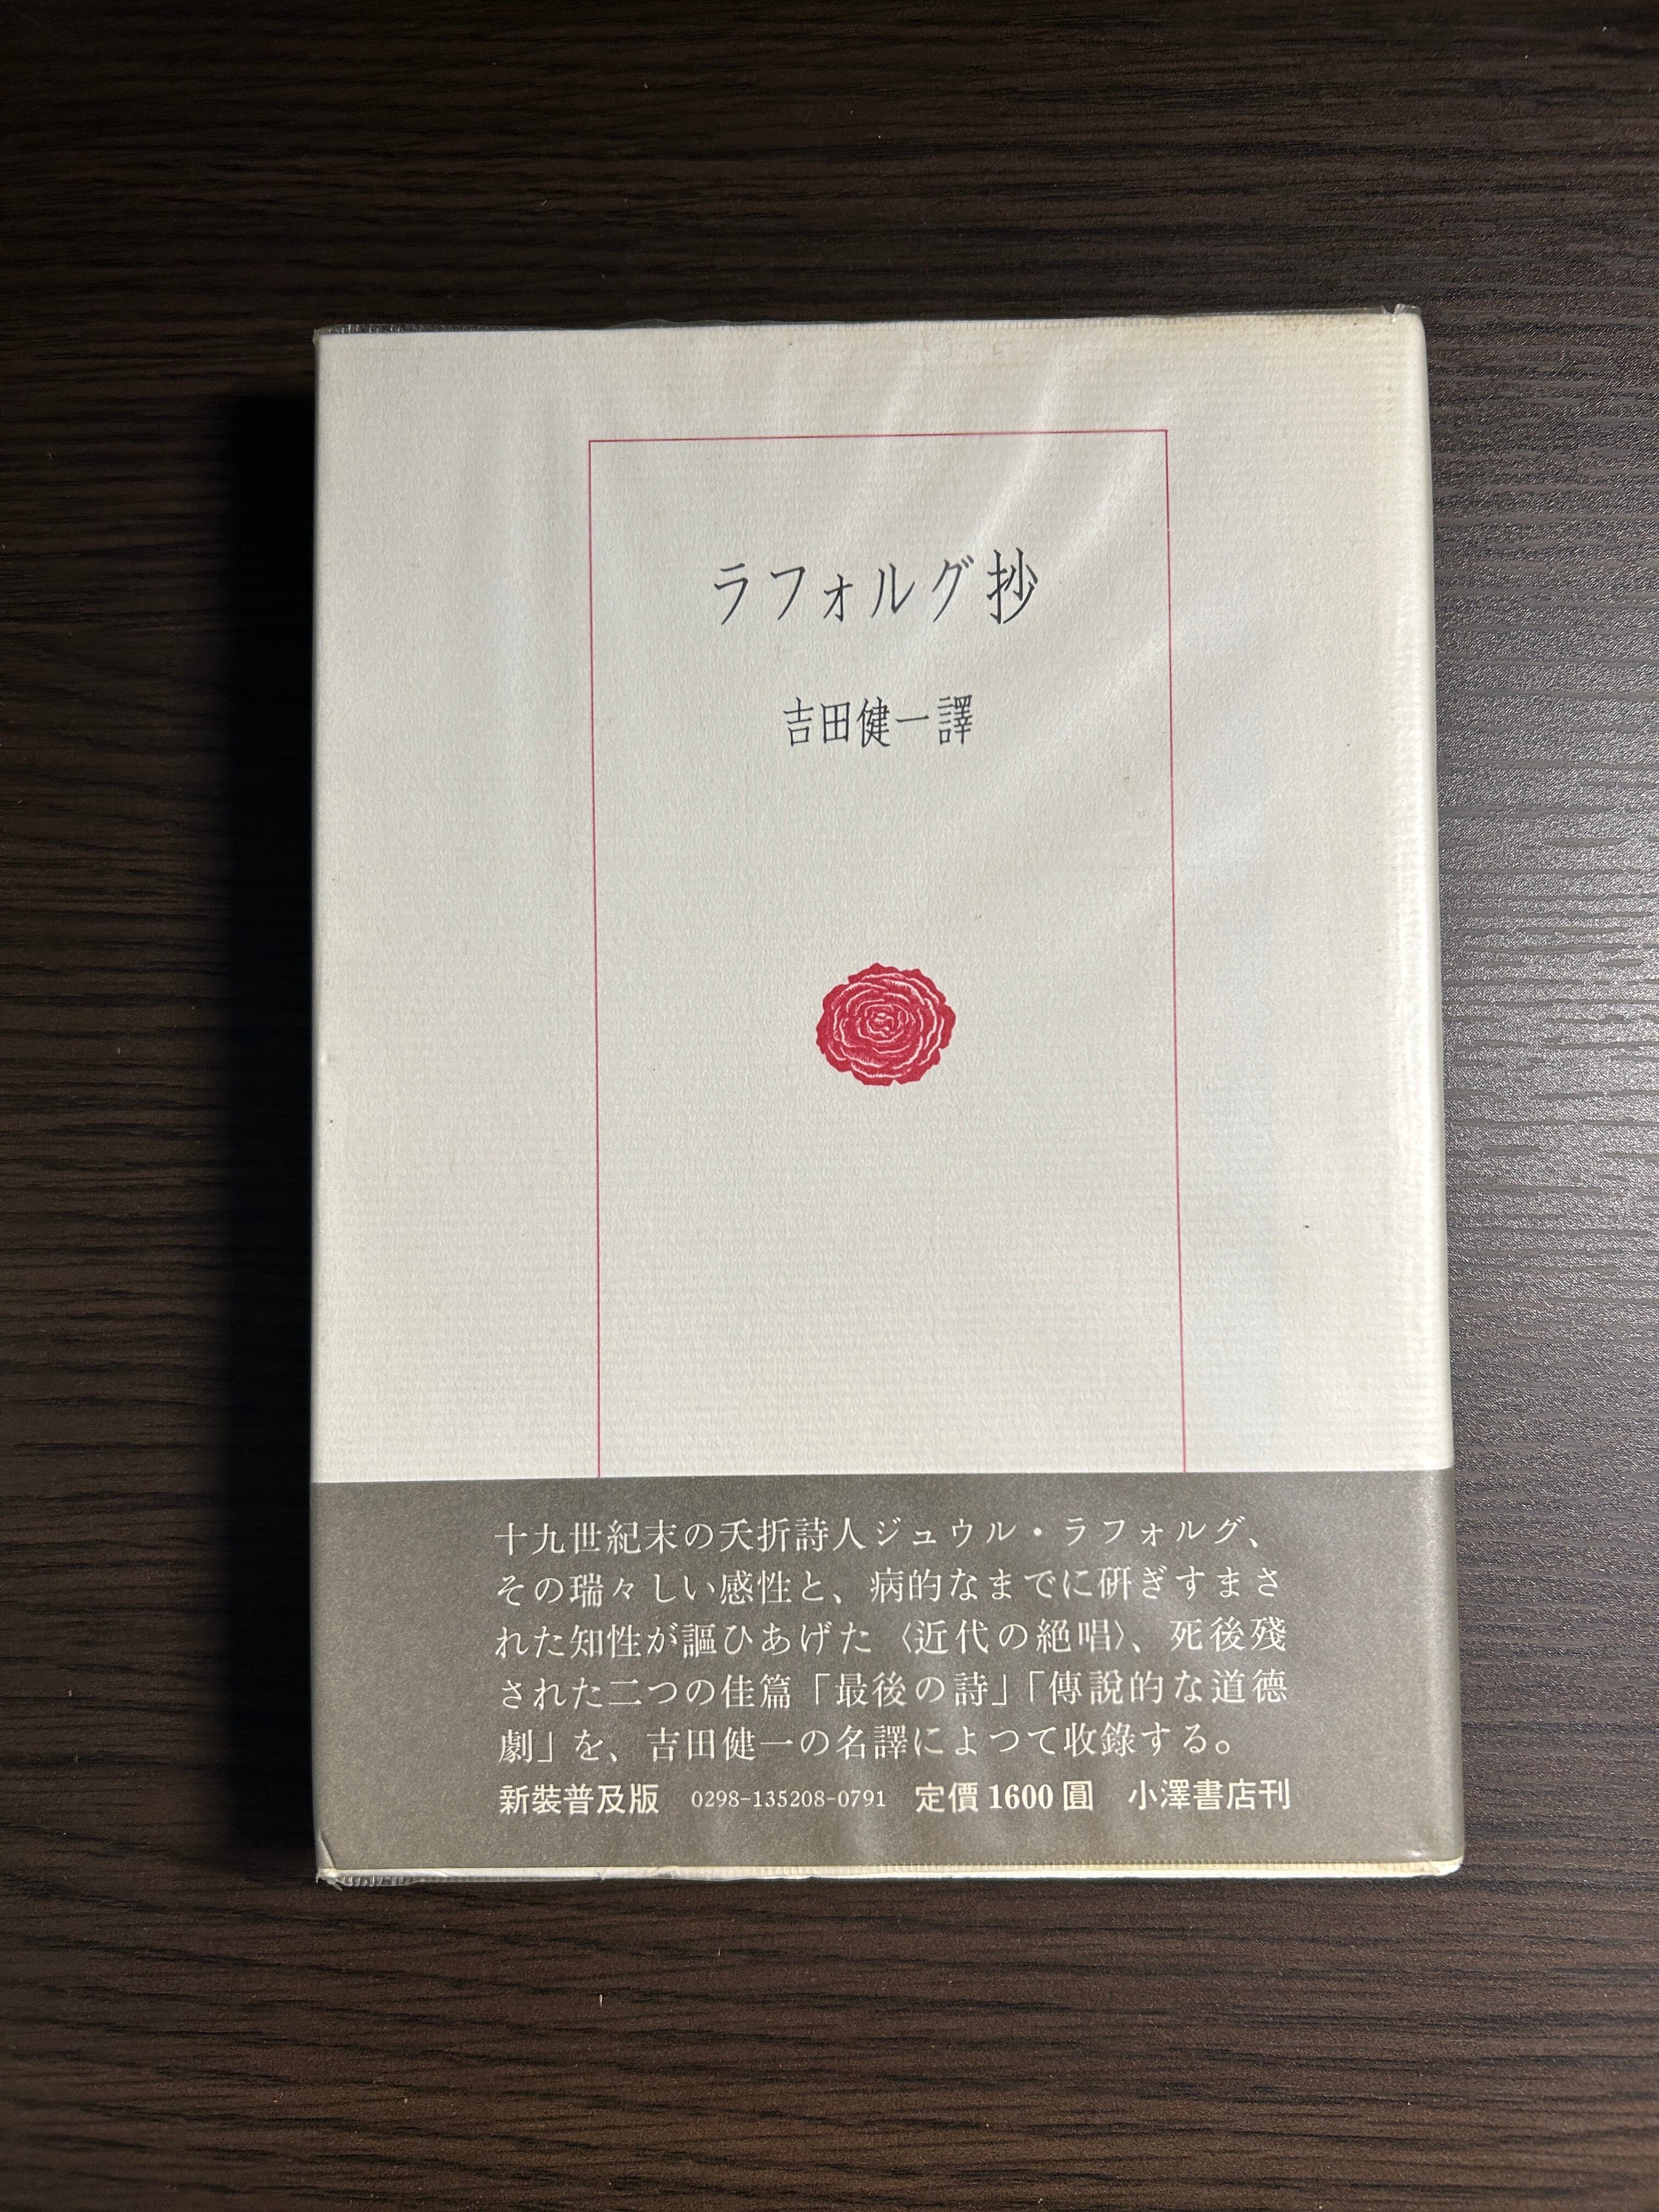 ラフォルグ抄
吉田健一譯
十九世紀末の夭折詩人ジュウル・ラフォルグ、
その瑞々しい感性と、病的なまでに硏ぎすまさ
れた知性が謳ひあげた〈近代の絶唱〉、死後殘
された二つの佳篇「最後の詩」「傳說的な道德
劇」を、吉田健一の名譯によつて收錄する。
新裝普及版 0298-135208-0791 定價1600圓 小澤書店刊